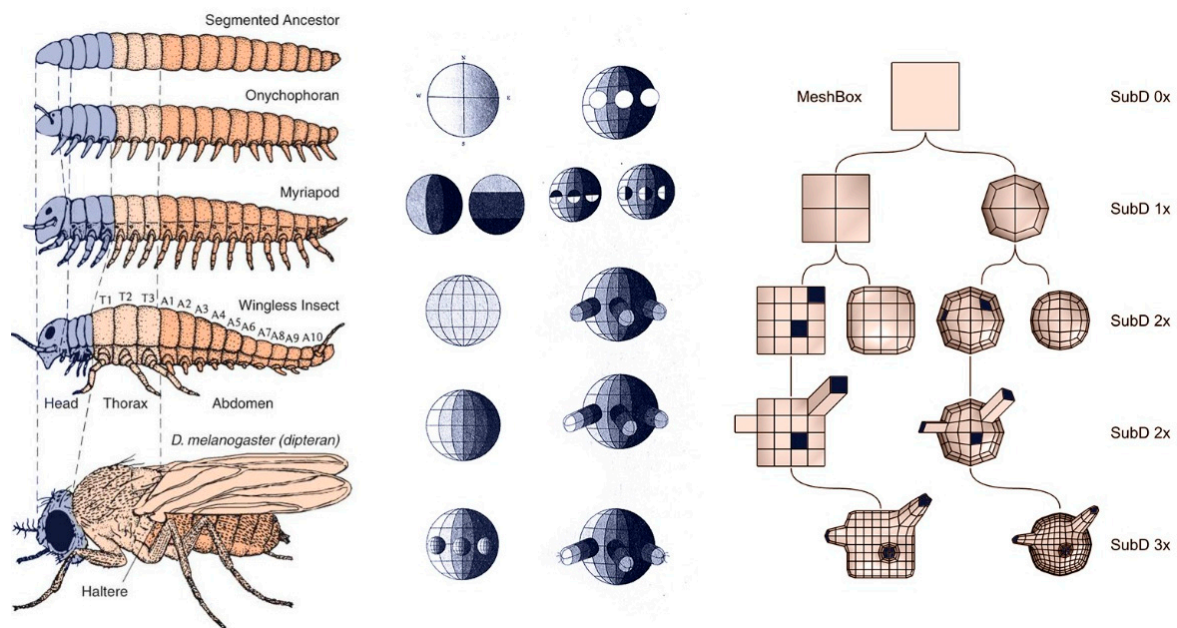 Segmented Ancestor
Onychophoran
Myriapod
Wingless Insect
T1 T2 T3 A1 A2 A3 A4 A5 A6 A7 A8 A9 A10
Head Thorax Abdomen
D. melanogaster (dipteran)
Haltere
N
W E
S
MeshBox SubD 0x
SubD 1x
SubD 2x
SubD 2x
SubD 3x